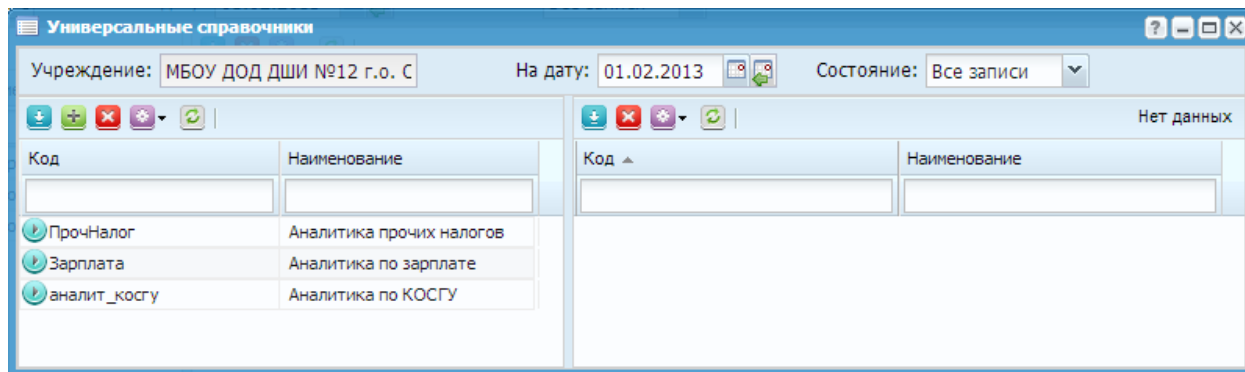 Универсальные справочники
Учреждение: МБОУ ДОД ДШИ №12 г.о. С На дату: 01.02.2013 Состояние: Все записи
Нет данных
Код Наименование Код Наименование
ПрочНалог Аналитика прочих налогов
Зарплата Аналитика по зарплате
аналит_косгу Аналитика по КОСГУ